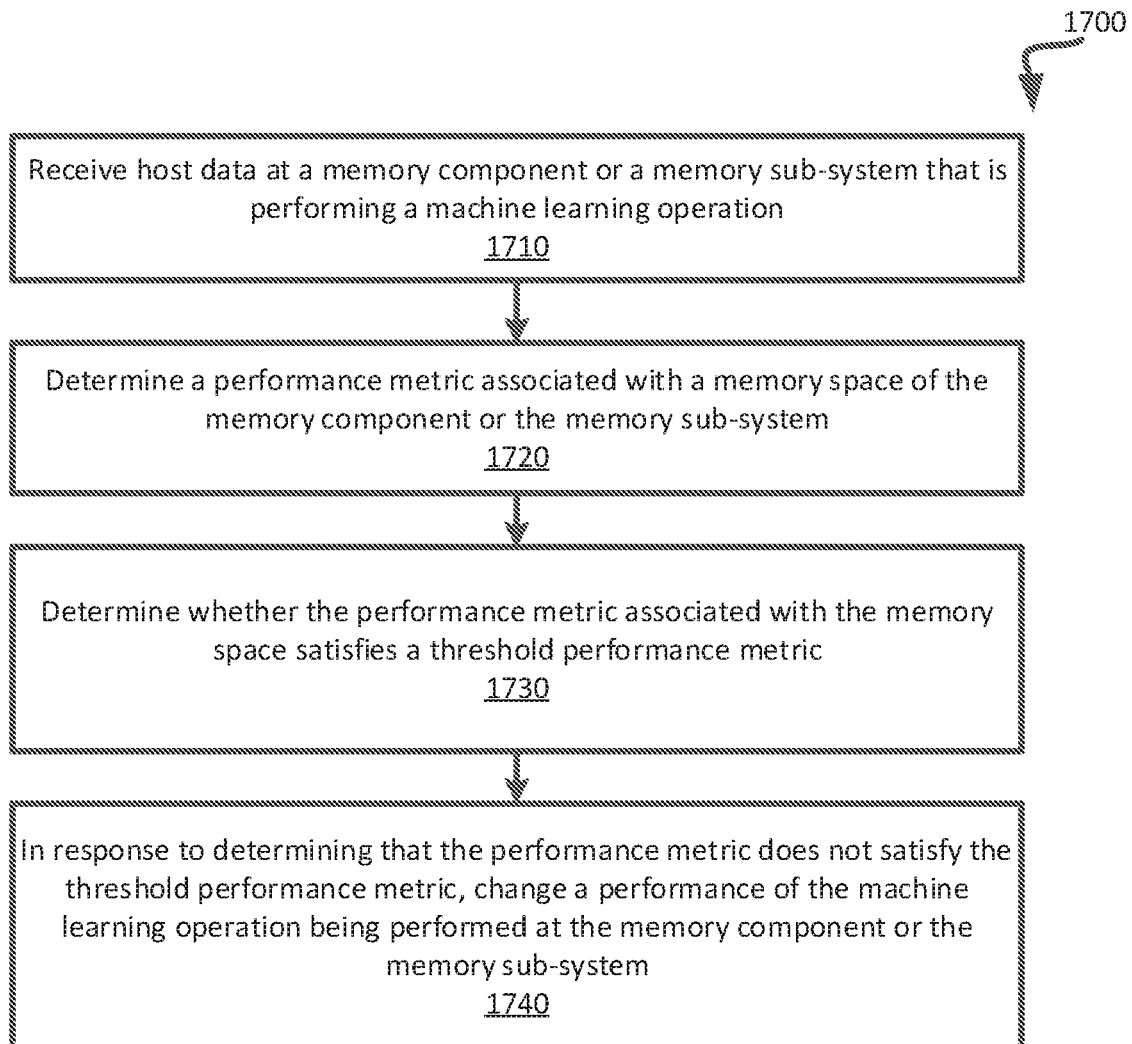 1700
Receive host data at a memory component or a memory sub-system that is
performing a machine learning operation
1710
Determine a performance metric associated with a memory space of the
memory component or the memory sub-system
1720
Determine whether the performance metric associated with the memory
space satisfies a threshold performance metric
1730
In response to determining that the performance metric does not satisfy the
threshold performance metric, change a performance of the machine
learning operation being performed at the memory component or the
memory sub-system
1740